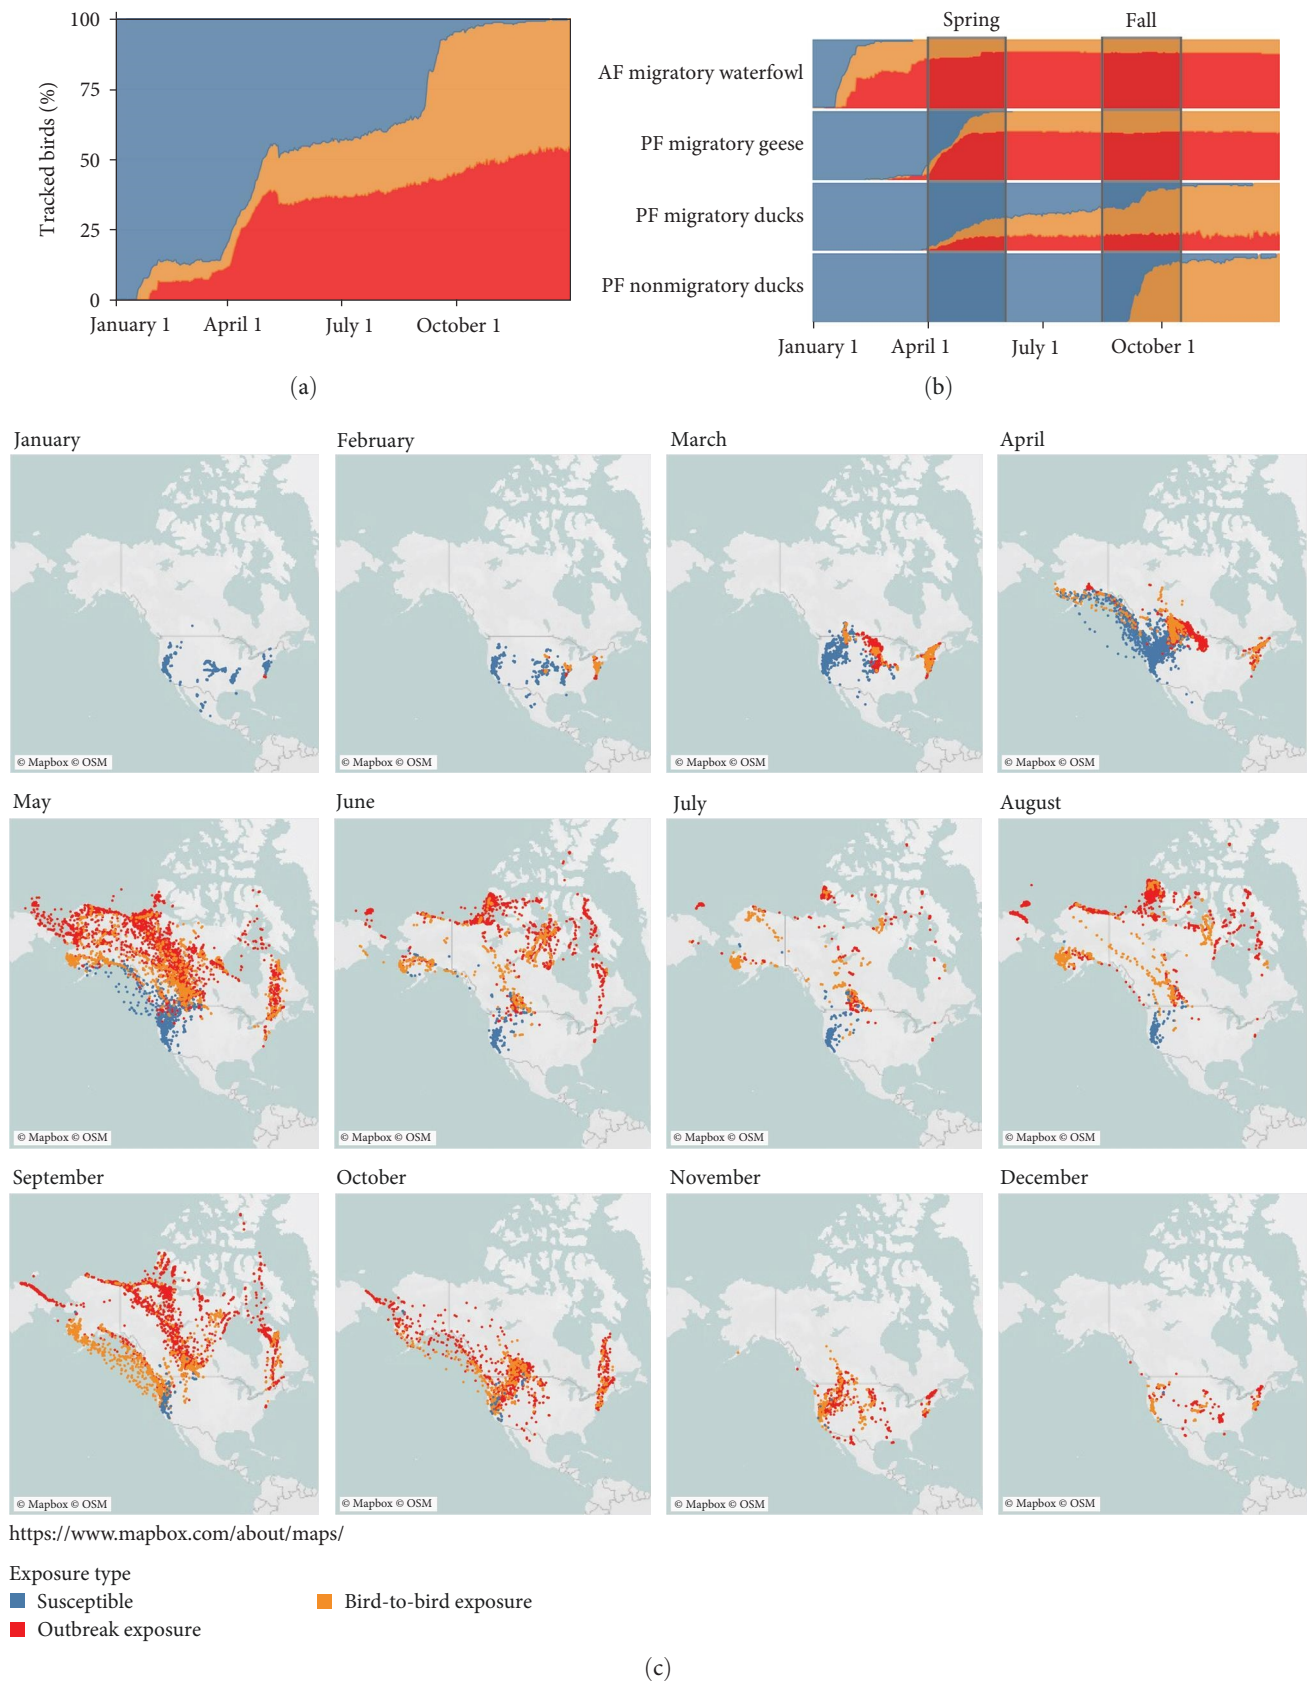 100
75
50
25
0
Tracked birds (%)
January 1
April 1
July 1
October 1
(a)
Spring
Fall
AF migratory waterfowl
PF migratory geese
PF migratory ducks
PF nonmigratory ducks
January 1
April 1
July 1
October 1
(b)
January
February
March
April
© Mapbox © OSM
© Mapbox © OSM
© Mapbox © OSM
© Mapbox © OSM
May
June
July
August
© Mapbox © OSM
© Mapbox © OSM
© Mapbox © OSM
© Mapbox © OSM
September
October
November
December
© Mapbox © OSM
© Mapbox © OSM
© Mapbox © OSM
© Mapbox © OSM
https://www.mapbox.com/about/maps/
Exposure type
Susceptible
Bird-to-bird exposure
Outbreak exposure
(c)